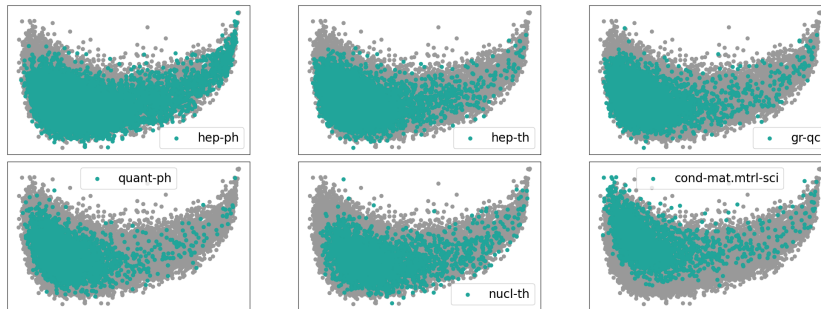 hep-ph
hep-th
gr-qc
quant-ph
nucl-th
cond-mat.mtrl-sci